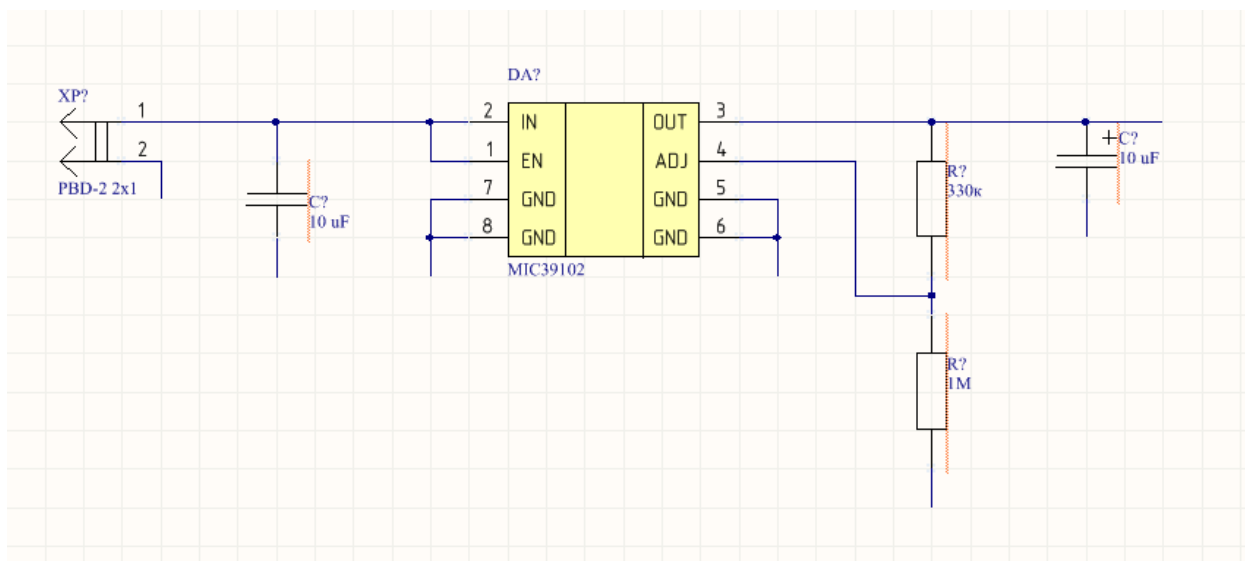 DA?
XP?
1
2
PBD-2 2x1
C?
10 uF
2
1
7
8
IN
EN
GND
GND
OUT
ADJ
GND
GND
3
4
5
6
MIC39102
R?
330к
+
C?
10 uF
R?
1M